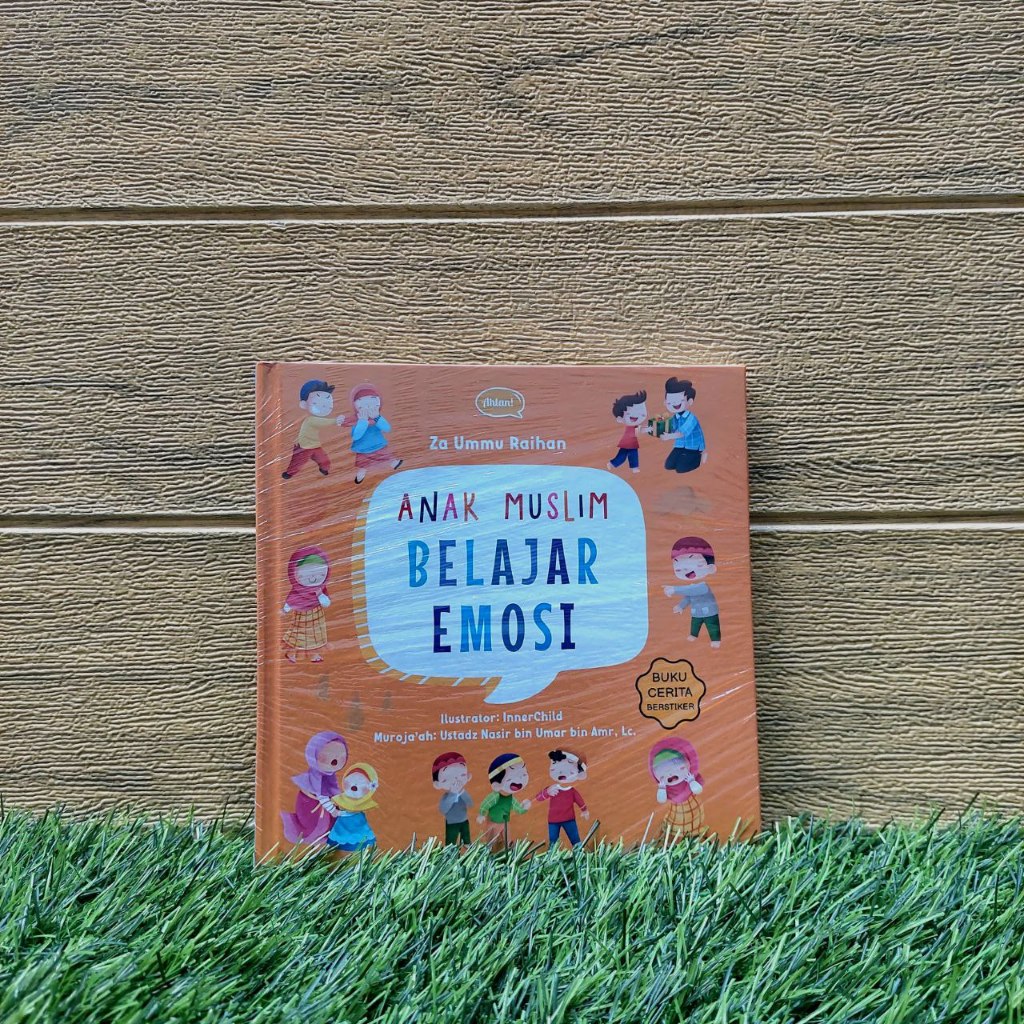 Ahlan!
Za Ummu Raihan
ANAK MUSLIM
BELAJAR
EMOSI
BUKU
CERITA
BERSTIKER
Ilustrator: InnerChild
Muroja'ah: Ustadz Nasir bin Umar bin Amr, Lc.